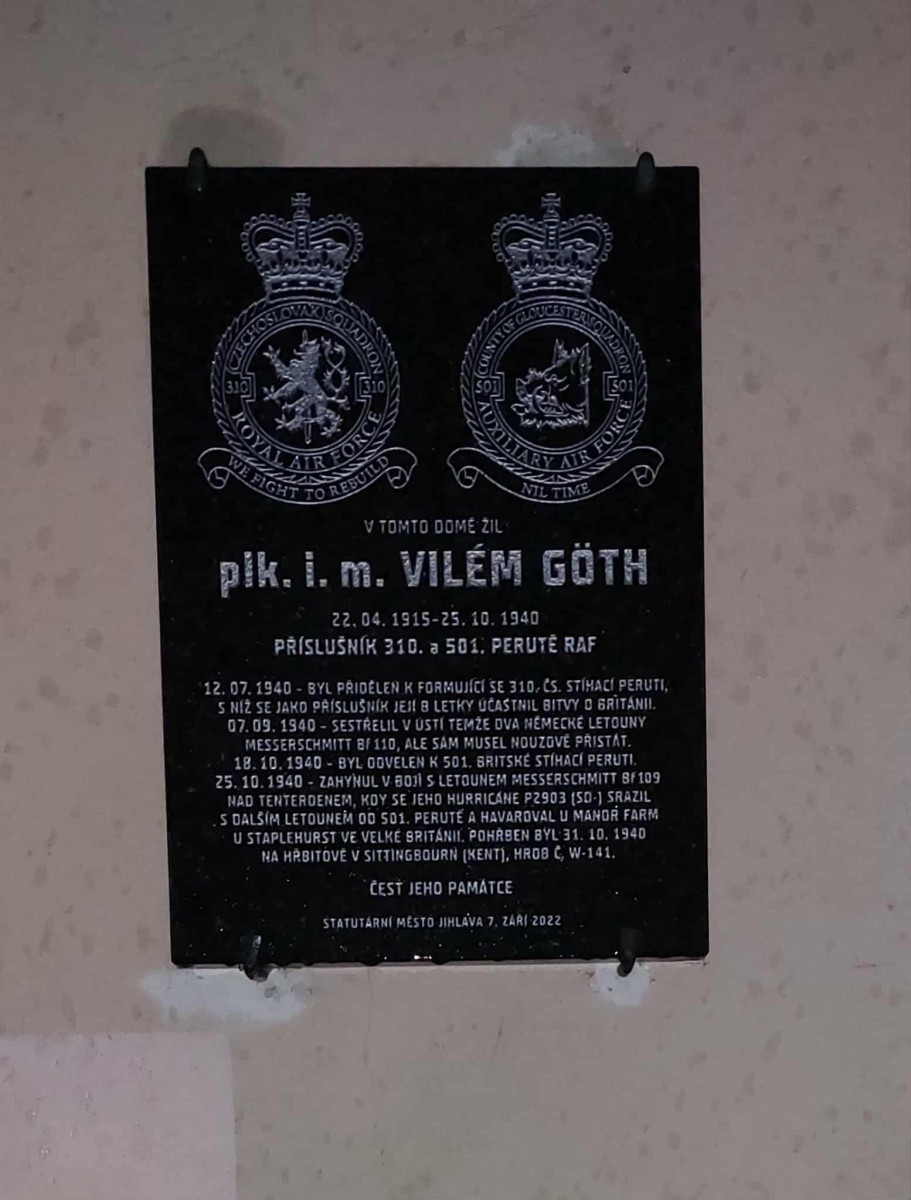 CZECHOSLOVAK SQUADRON
310 310
ROYAL AIR FORCE
WE FIGHT TO REBUILD
COUNTY OF GLOUCESTER SQUADRON
501 501
AUXILIARY AIR FORCE
NIL TIME
V TOMTO DOMĚ ŽIL
plk. i. m. VILÉM GÖTH
22. 04. 1915-25. 10. 1940
PŘÍSLUŠNÍK 310. a 501. PERUTĚ RAF
12. 07. 1940 - BYL PŘIDĚLEN K FORMUJÍCÍ SE 310. ČS. STÍHACÍ PERUTI,
S NÍŽ SE JAKO PŘÍSLUŠNÍK JEJÍ B LETKY ÚČASTNIL BITVY O BRITÁNII.
07. 09. 1940 - SESTŘELIL V ÚSTÍ TEMŽE DVA NĚMECKÉ LETOUNY
MESSERSCHMITT Bf 110, ALE SÁM MUSEL NOUZOVĚ PŘISTÁT.
18. 10. 1940 - BYL ODVELEN K 501. BRITSKÉ STÍHACÍ PERUTI.
25. 10. 1940 - ZAHYNUL V BOJI S LETOUNEM MESSERSCHMITT Bf 109
NAD TENTERDENEM, KDY SE JEHO HURRICANE P2903 (SD-) SRAZIL
S DALŠÍM LETOUNEM OD 501. PERUTĚ A HAVAROVAL U MANOR FARM
U STAPLEHURST VE VELKÉ BRITÁNII. POHŘBEN BYL 31. 10. 1940
NA HŘBITOVĚ V SITTINGBOURN (KENT), HROB Č. W-141.
ČEST JEHO PAMÁTCE
STATUTÁRNÍ MĚSTO JIHLAVA 7. ZÁŘÍ 2022